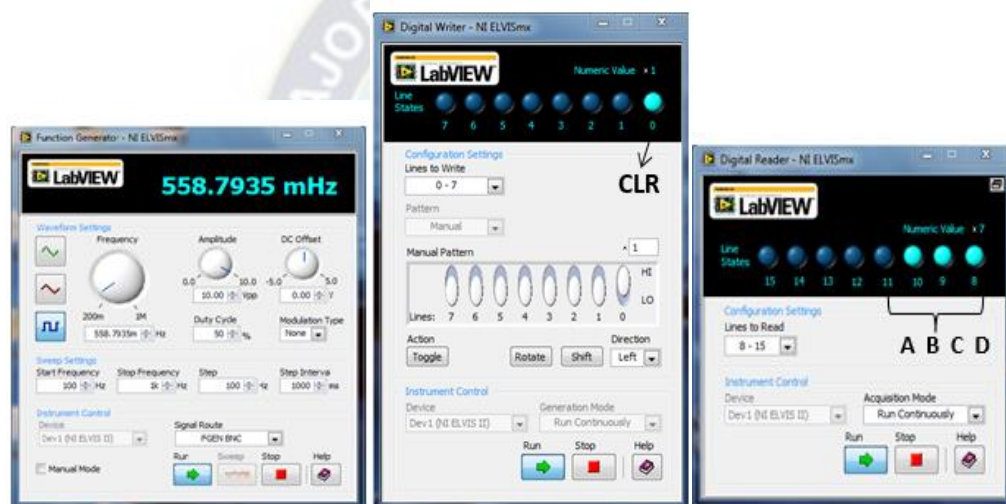 Function Generator - NI ELVISmx
LabVIEW
558.7935 mHz
Waveform Settings
Frequency
Amplitude
DC Offset
0.0 10.0
-5.0 5.0
10.00 Vpp
0.00 V
200m 1M
558.7935m Hz
Duty Cycle
50 %
Modulation Type
None
Sweep Settings
Start Frequency Stop Frequency Step Step Interva
100 Hz 1k Hz 100 Hz 1000 ms
Instrument Control
Device
Dev1 (NI ELVIS II)
Signal Route
FGEN BNC
Manual Mode
Run Sweep Stop Help
Digital Writer - NI ELVISmx
LabVIEW
Numeric Value x 1
Line
States
7 6 5 4 3 2 1 0
CLR
Configuration Settings
Lines to Write
0 - 7
Pattern
Manual
Manual Pattern
x 1
HI
LO
Lines: 7 6 5 4 3 2 1 0
Action
Toggle
Rotate
Shift
Direction
Left
Instrument Control
Device
Dev1 (NI ELVIS II)
Generation Mode
Run Continuously
Run Stop Help
Digital Reader - NI ELVISmx
LabVIEW
Numeric Value x 7
Line
States
15 14 13 12 11 10 9 8
A B C D
Configuration Settings
Lines to Read
8 - 15
Instrument Control
Device
Dev1 (NI ELVIS II)
Acquisition Mode
Run Continuously
Run Stop Help